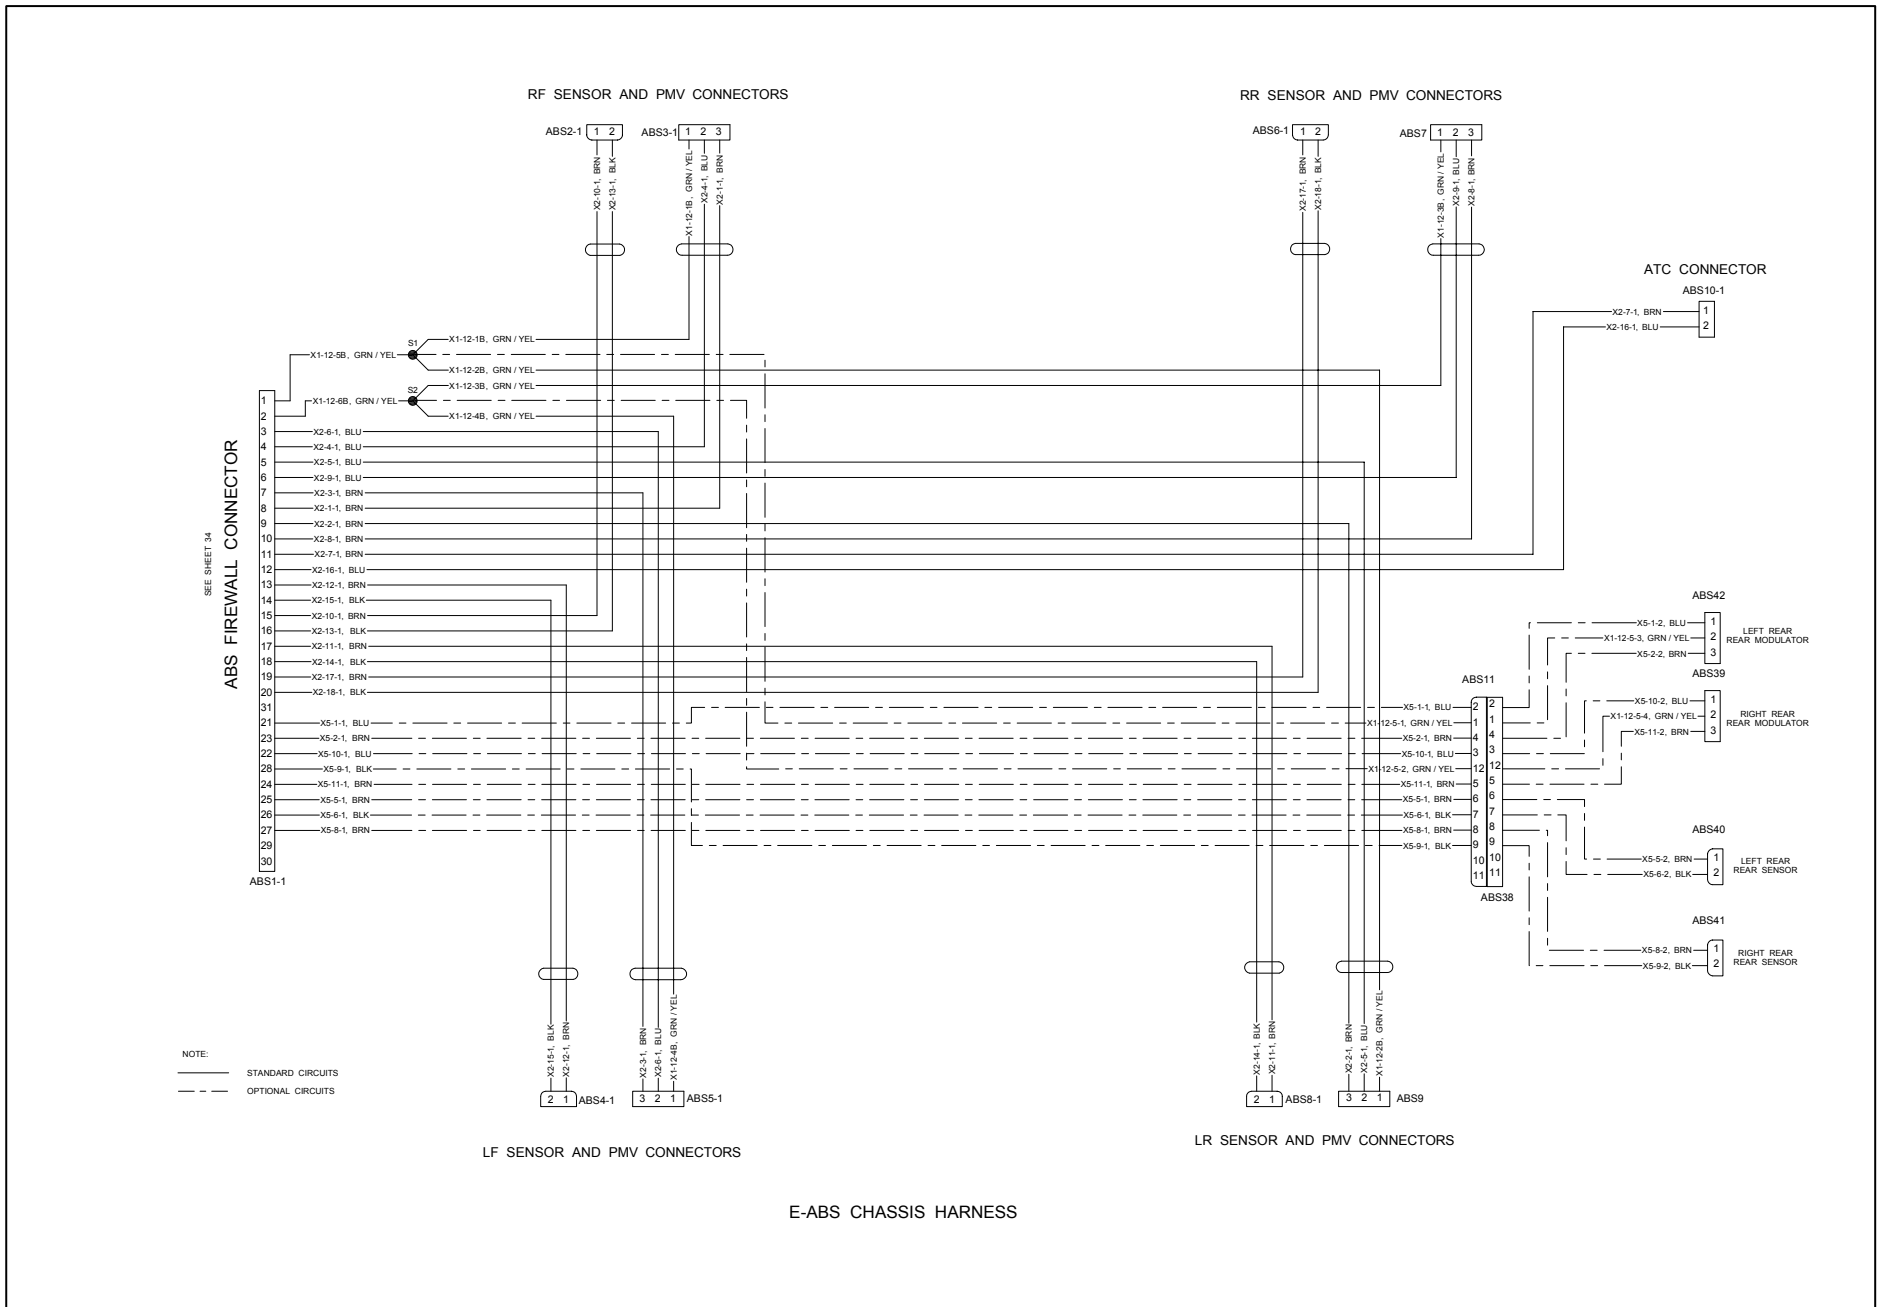 RF SENSOR AND PMV CONNECTORS
RR SENSOR AND PMV CONNECTORS
ABS2-1
1 2
ABS3-1
1 2 3
ABS6-1
1 2
ABS7
1 2 3
X2-10-1, BRN
X2-13-1, BLK
X1-12-1B, GRN / YEL
X2-4-1, BLU
X2-1-1, BRN
X2-17-1, BRN
X2-18-1, BLK
X1-12-3B, GRN / YEL
X2-9-1, BLU
X2-8-1, BRN
ATC CONNECTOR
ABS10-1
X2-7-1, BRN 1
X2-16-1, BLU 2
S1
X1-12-5B, GRN / YEL
X1-12-1B, GRN / YEL
X1-12-2B, GRN / YEL
S2
X1-12-6B, GRN / YEL
X1-12-3B, GRN / YEL
X1-12-4B, GRN / YEL
SEE SHEET 34
ABS FIREWALL CONNECTOR
1
2
3 X2-6-1, BLU
4 X2-4-1, BLU
5 X2-5-1, BLU
6 X2-9-1, BLU
7 X2-3-1, BRN
8 X2-1-1, BRN
9 X2-2-1, BRN
10 X2-8-1, BRN
11 X2-7-1, BRN
12 X2-16-1, BLU
13 X2-12-1, BRN
14 X2-15-1, BLK
15 X2-10-1, BRN
16 X2-13-1, BLK
17 X2-11-1, BRN
18 X2-14-1, BLK
19 X2-17-1, BRN
20 X2-18-1, BLK
31
21 X5-1-1, BLU
23 X5-2-1, BRN
22 X5-10-1, BLU
28 X5-9-1, BLK
24 X5-11-1, BRN
25 X5-5-1, BRN
26 X5-6-1, BLK
27 X5-8-1, BRN
29
30
ABS1-1
ABS11
X5-1-1, BLU 2 2
X1-12-5-1, GRN / YEL 1 1
X5-2-1, BRN 4 4
X5-10-1, BLU 3 3
X1-12-5-2, GRN / YEL 12 12
X5-11-1, BRN 5 5
X5-5-1, BRN 6 6
X5-6-1, BLK 7 7
X5-8-1, BRN 8 8
X5-9-1, BLK 9 9
10 10
11 11
ABS38
ABS42
X5-1-2, BLU 1
X1-12-5-3, GRN / YEL 2
X5-2-2, BRN 3
LEFT REAR
REAR MODULATOR
ABS39
X5-10-2, BLU 1
X1-12-5-4, GRN / YEL 2
X5-11-2, BRN 3
RIGHT REAR
REAR MODULATOR
ABS40
X5-5-2, BRN 1
X5-6-2, BLK 2
LEFT REAR
REAR SENSOR
ABS41
X5-8-2, BRN 1
X5-9-2, BLK 2
RIGHT REAR
REAR SENSOR
X2-15-1, BLK
X2-12-1, BRN
X2-3-1, BRN
X2-6-1, BLU
X1-12-4B, GRN / YEL
X2-14-1, BLK
X2-11-1, BRN
X2-2-1, BRN
X2-5-1, BLU
X1-12-2B, GRN / YEL
2 1 ABS4-1
3 2 1 ABS5-1
2 1 ABS8-1
3 2 1 ABS9
NOTE:
STANDARD CIRCUITS
OPTIONAL CIRCUITS
LF SENSOR AND PMV CONNECTORS
LR SENSOR AND PMV CONNECTORS
E-ABS CHASSIS HARNESS